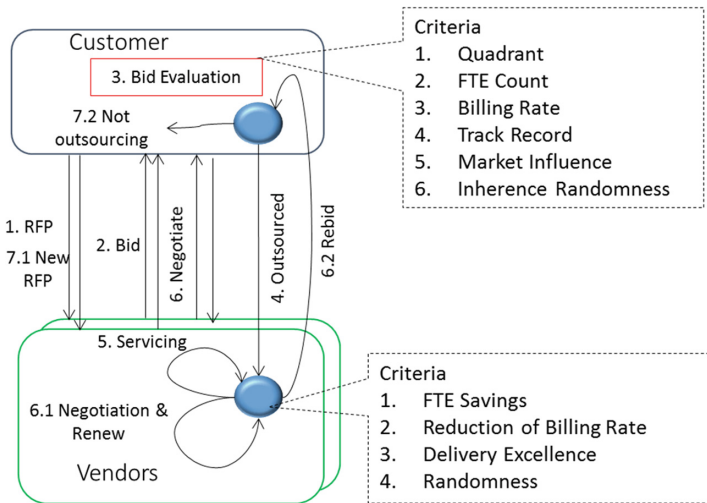 Customer
3. Bid Evaluation
7.2 Not
outsourcing
Criteria
1. Quadrant
2. FTE Count
3. Billing Rate
4. Track Record
5. Market Influence
6. Inherence Randomness
1. RFP
7.1 New
RFP
2. Bid
6. Negotiate
4. Outsourced
6.2 Rebid
5. Servicing
6.1 Negotiation &
Renew
Vendors
Criteria
1. FTE Savings
2. Reduction of Billing Rate
3. Delivery Excellence
4. Randomness